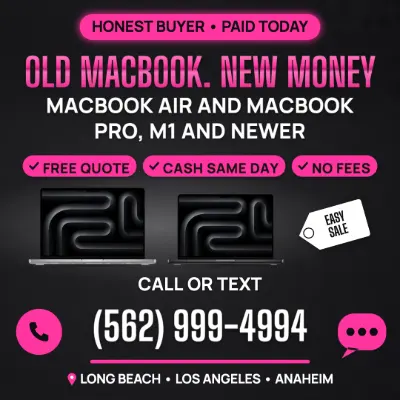 HONEST BUYER • PAID TODAY
OLD MACBOOK. NEW MONEY
MACBOOK AIR AND MACBOOK
PRO, M1 AND NEWER
✓ FREE QUOTE ✓ CASH SAME DAY ✓ NO FEES
EASY
SALE
CALL OR TEXT
(562) 999-4994
LONG BEACH • LOS ANGELES • ANAHEIM